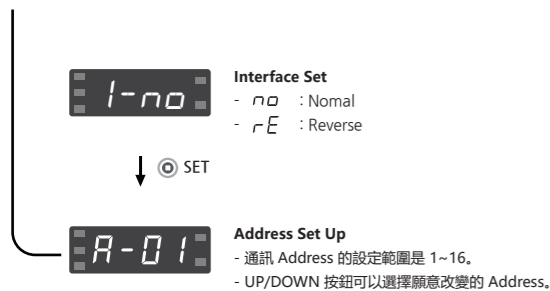 1-no
Interface Set
- no : Nomal
- rE : Reverse
SET
A-01
Address Set Up
- 通訊 Address 的設定範圍是 1~16。
- UP/DOWN 按鈕可以選擇願意改變的 Address。